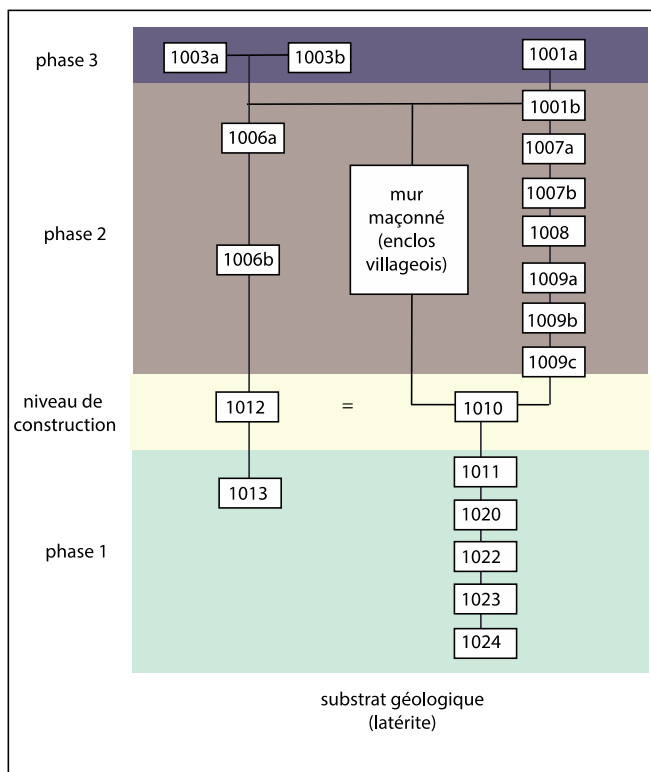 phase 3
1003a
1003b
1001a
1001b
1006a
1007a
mur
maçonné
(enclos
villageois)
1007b
phase 2
1008
1006b
1009a
1009b
1009c
niveau de
construction
1012
=
1010
1011
1013
1020
phase 1
1022
1023
1024
substrat géologique
(latérite)